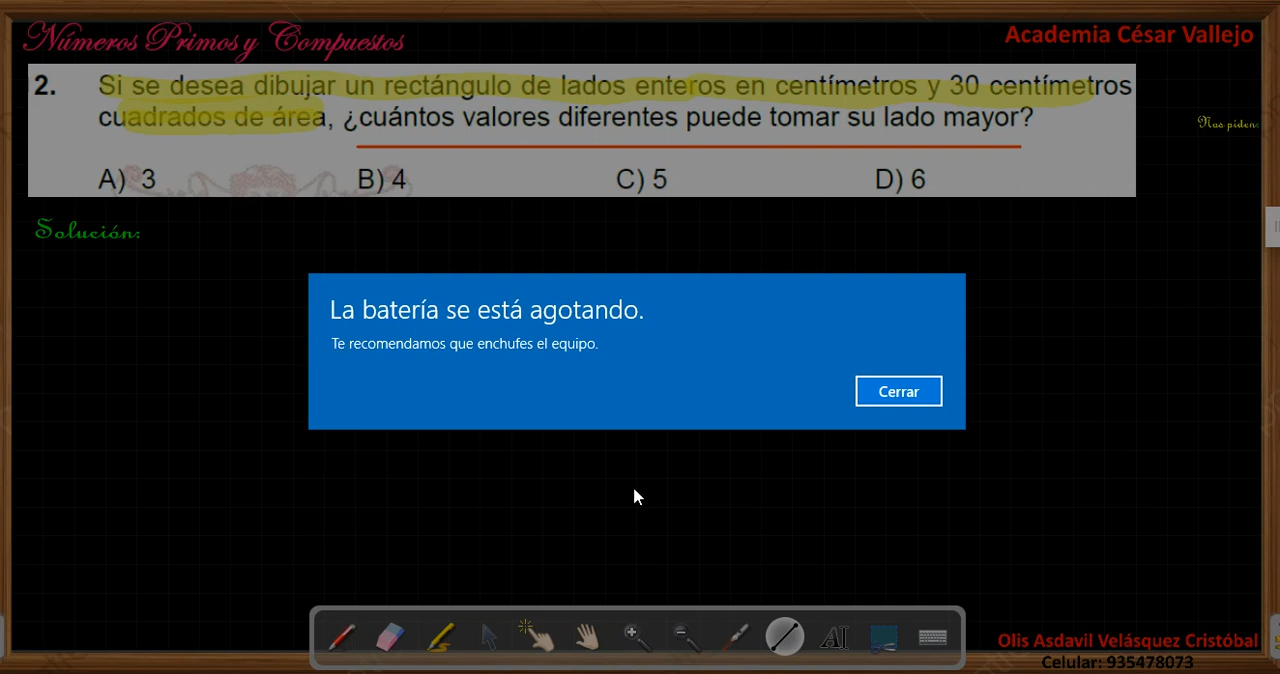 Números Primos y Compuestos
Academia César Vallejo
2. Si se desea dibujar un rectángulo de lados enteros en centímetros y 30 centímetros
cuadrados de área, ¿cuántos valores diferentes puede tomar su lado mayor?
Nos piden:
A) 3 B) 4 C) 5 D) 6
Solución:
La batería se está agotando.
Te recomendamos que enchufes el equipo.
Cerrar
AI
Olis Asdavil Velásquez Cristóbal
Celular: 935478073